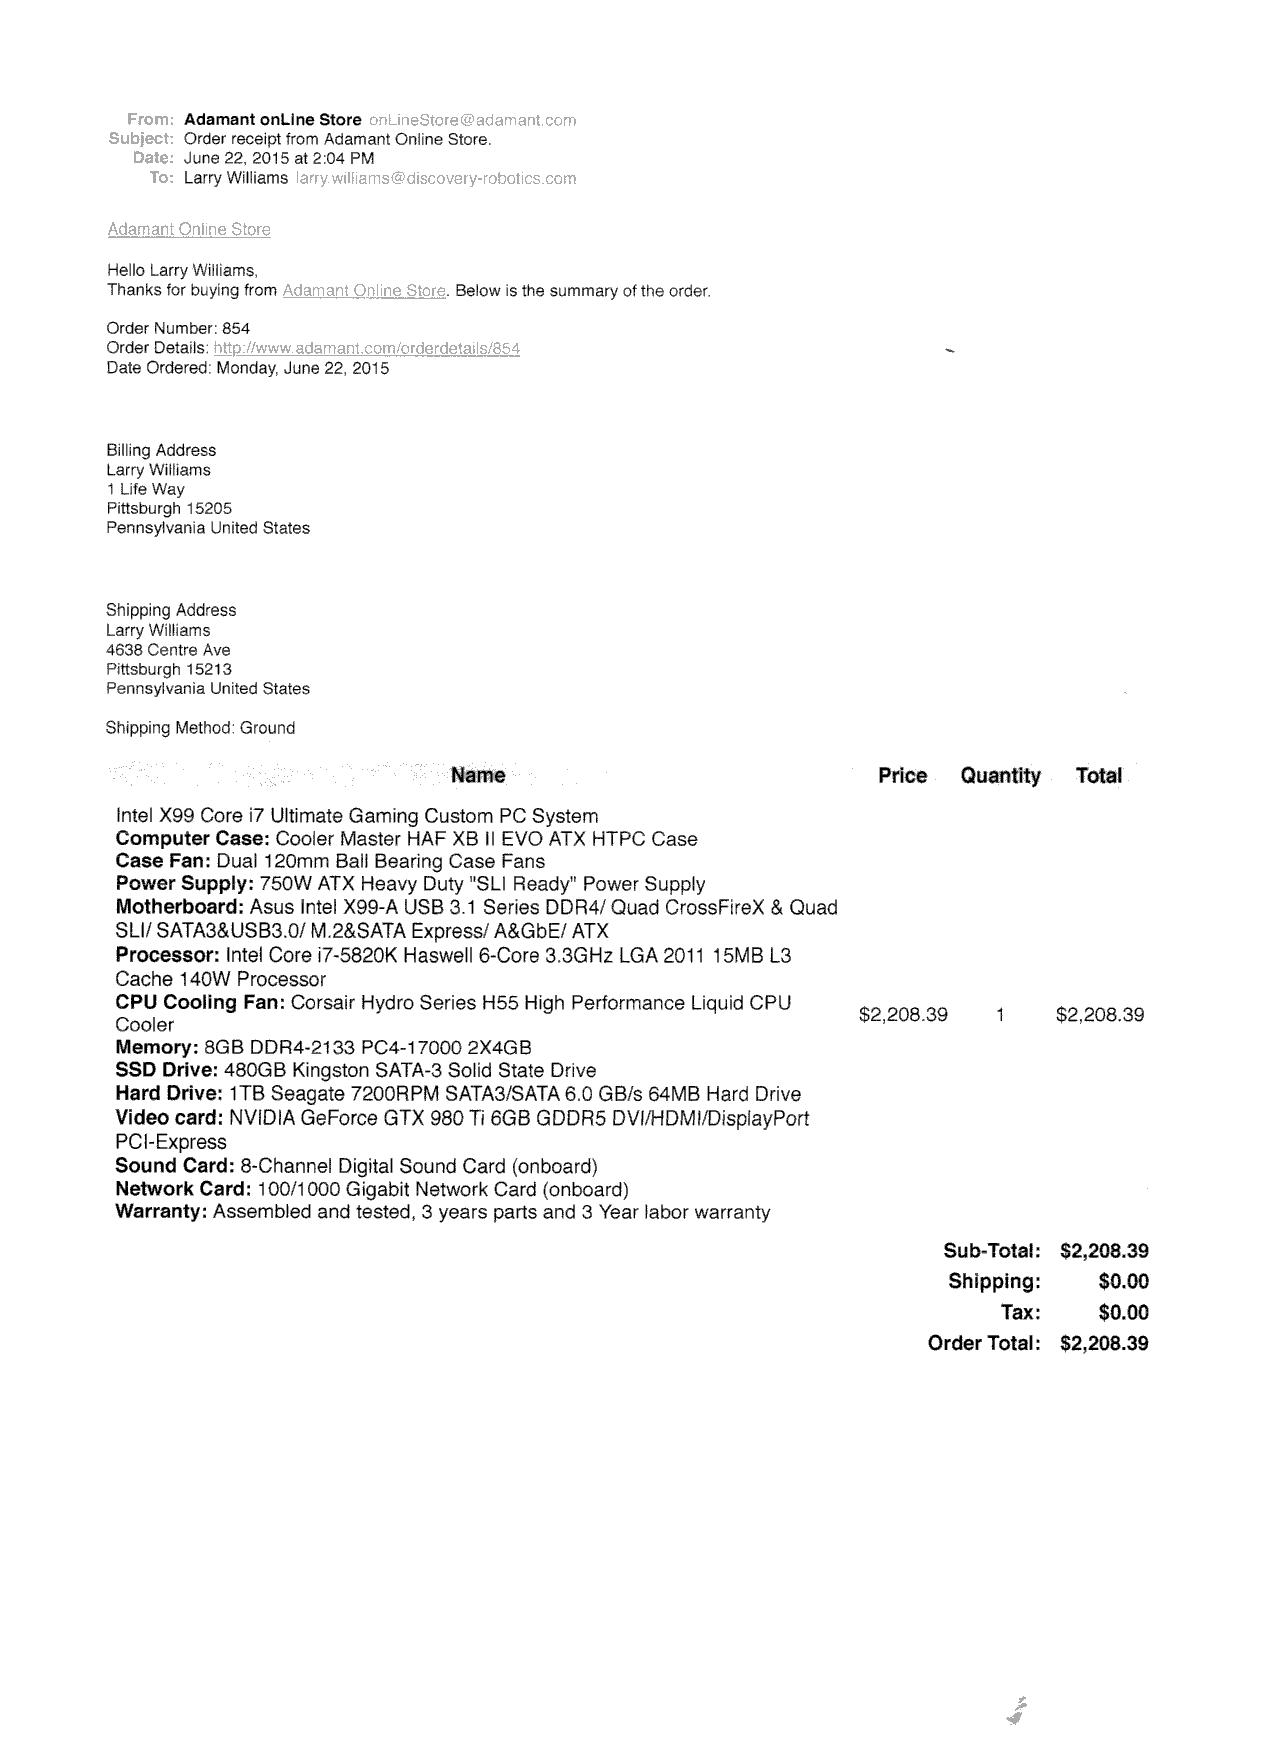 From: Adamant onLine Store onLineStore@adamant.com
Subject: Order receipt from Adamant Online Store.
Date: June 22, 2015 at 2:04 PM
To: Larry Williams larry.williams@discovery-robotics.com
Adamant Online Store
Hello Larry Williams,
Thanks for buying from Adamant Online Store. Below is the summary of the order.
Order Number: 854
Order Details: http://www.adamant.com/orderdetails/854
Date Ordered: Monday, June 22, 2015
Billing Address
Larry Williams
1 Life Way
Pittsburgh 15205
Pennsylvania United States
Shipping Address
Larry Williams
4638 Centre Ave
Pittsburgh 15213
Pennsylvania United States
Shipping Method: Ground
Name Price Quantity Total
Intel X99 Core i7 Ultimate Gaming Custom PC System
Computer Case: Cooler Master HAF XB II EVO ATX HTPC Case
Case Fan: Dual 120mm Ball Bearing Case Fans
Power Supply: 750W ATX Heavy Duty "SLI Ready" Power Supply
Motherboard: Asus Intel X99-A USB 3.1 Series DDR4/ Quad CrossFireX & Quad
SLI/ SATA3&USB3.0/ M.2&SATA Express/ A&GbE/ ATX
Processor: Intel Core i7-5820K Haswell 6-Core 3.3GHz LGA 2011 15MB L3
Cache 140W Processor
CPU Cooling Fan: Corsair Hydro Series H55 High Performance Liquid CPU
Cooler
$2,208.39 1 $2,208.39
Memory: 8GB DDR4-2133 PC4-17000 2X4GB
SSD Drive: 480GB Kingston SATA-3 Solid State Drive
Hard Drive: 1TB Seagate 7200RPM SATA3/SATA 6.0 GB/s 64MB Hard Drive
Video card: NVIDIA GeForce GTX 980 Ti 6GB GDDR5 DVI/HDMI/DisplayPort
PCI-Express
Sound Card: 8-Channel Digital Sound Card (onboard)
Network Card: 100/1000 Gigabit Network Card (onboard)
Warranty: Assembled and tested, 3 years parts and 3 Year labor warranty
Sub-Total: $2,208.39
Shipping: $0.00
Tax: $0.00
Order Total: $2,208.39